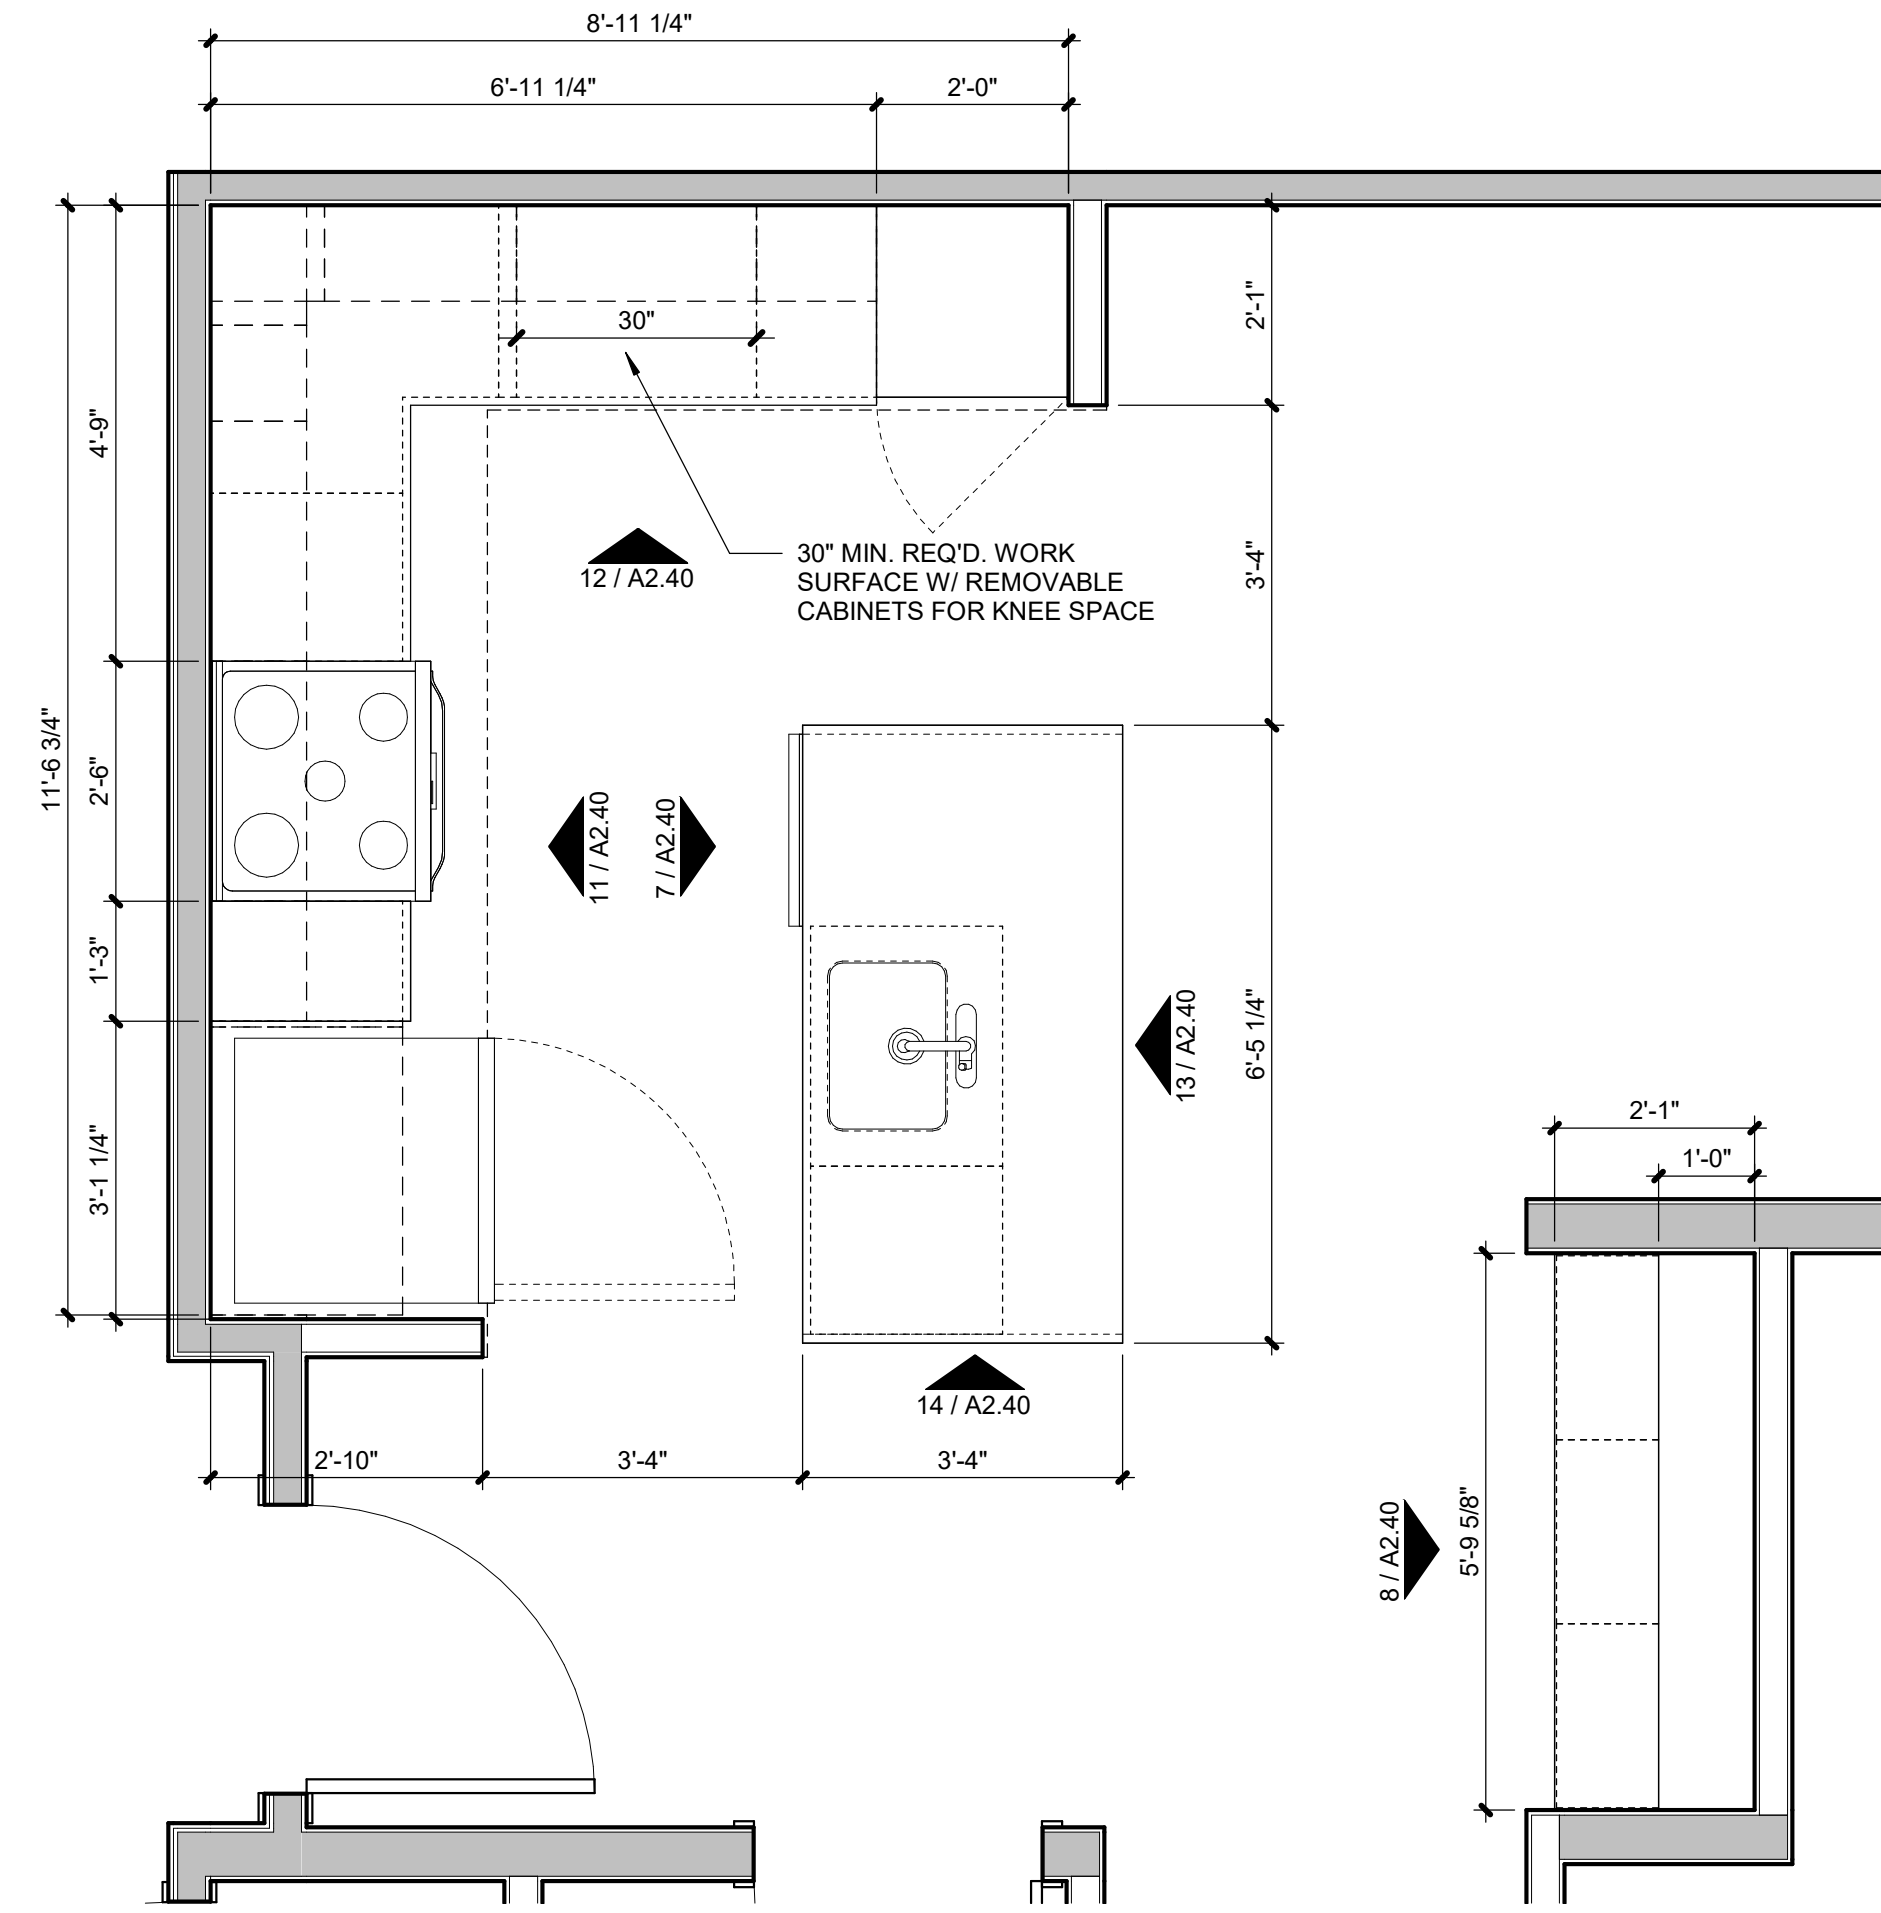 8'-11 1/4"
6'-11 1/4"
2'-0"
2'-1"
30"
4'-9"
3'-4"
30" MIN. REQ'D. WORK
SURFACE W/ REMOVABLE
CABINETS FOR KNEE SPACE
12 / A2.40
11'-6 3/4"
2'-6"
11 / A2.40
7 / A2.40
1'-3"
13 / A2.40
6'-5 1/4"
3'-1 1/4"
2'-1"
1'-0"
14 / A2.40
2'-10"
3'-4"
3'-4"
8 / A2.40
5'-9 5/8"